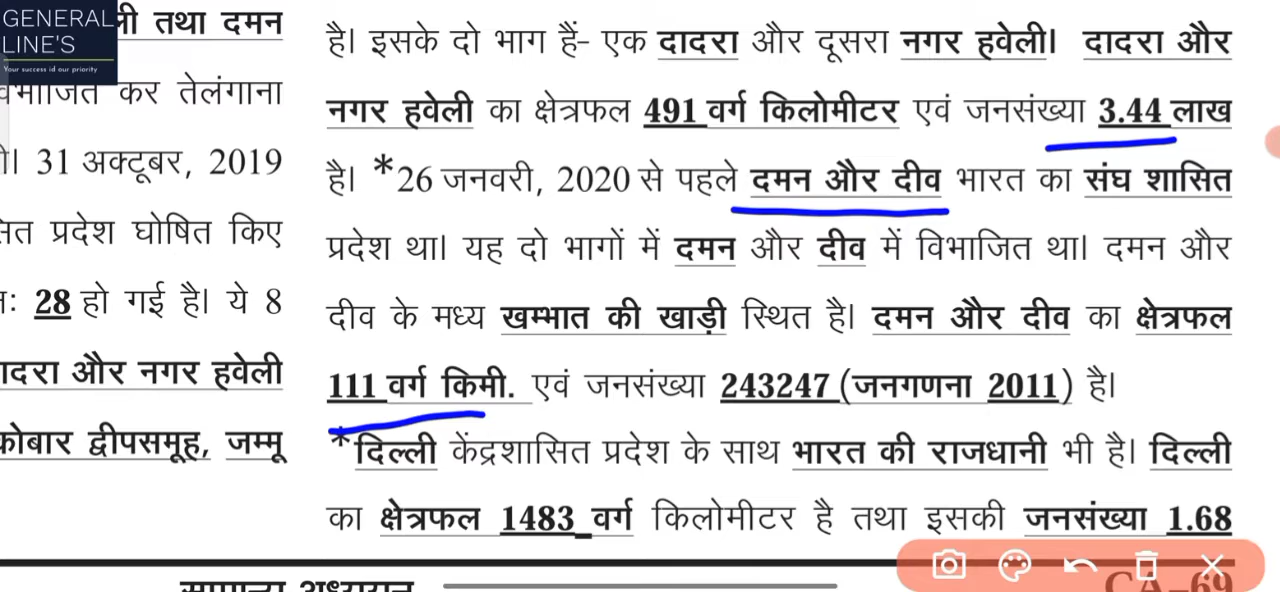 GENERAL
LINE'S
Your success id our priority
तथा दमन
कर तेलंगाना
31 अक्टूबर, 2019
प्रदेश घोषित किए
28 हो गई है। ये 8
और नगर हवेली
द्वीपसमूह, जम्मू
है। इसके दो भाग हैं- एक दादरा और दूसरा नगर हवेली। दादरा और
नगर हवेली का क्षेत्रफल 491 वर्ग किलोमीटर एवं जनसंख्या 3.44 लाख
है। *26 जनवरी, 2020 से पहले दमन और दीव भारत का संघ शासित
प्रदेश था। यह दो भागों में दमन और दीव में विभाजित था। दमन और
दीव के मध्य खम्भात की खाड़ी स्थित है। दमन और दीव का क्षेत्रफल
111 वर्ग किमी. एवं जनसंख्या 243247 (जनगणना 2011) है।
*दिल्ली केंद्रशासित प्रदेश के साथ भारत की राजधानी भी है। दिल्ली
का क्षेत्रफल 1483 वर्ग किलोमीटर है तथा इसकी जनसंख्या 1.68
सामान्य अध्ययन
CA-69